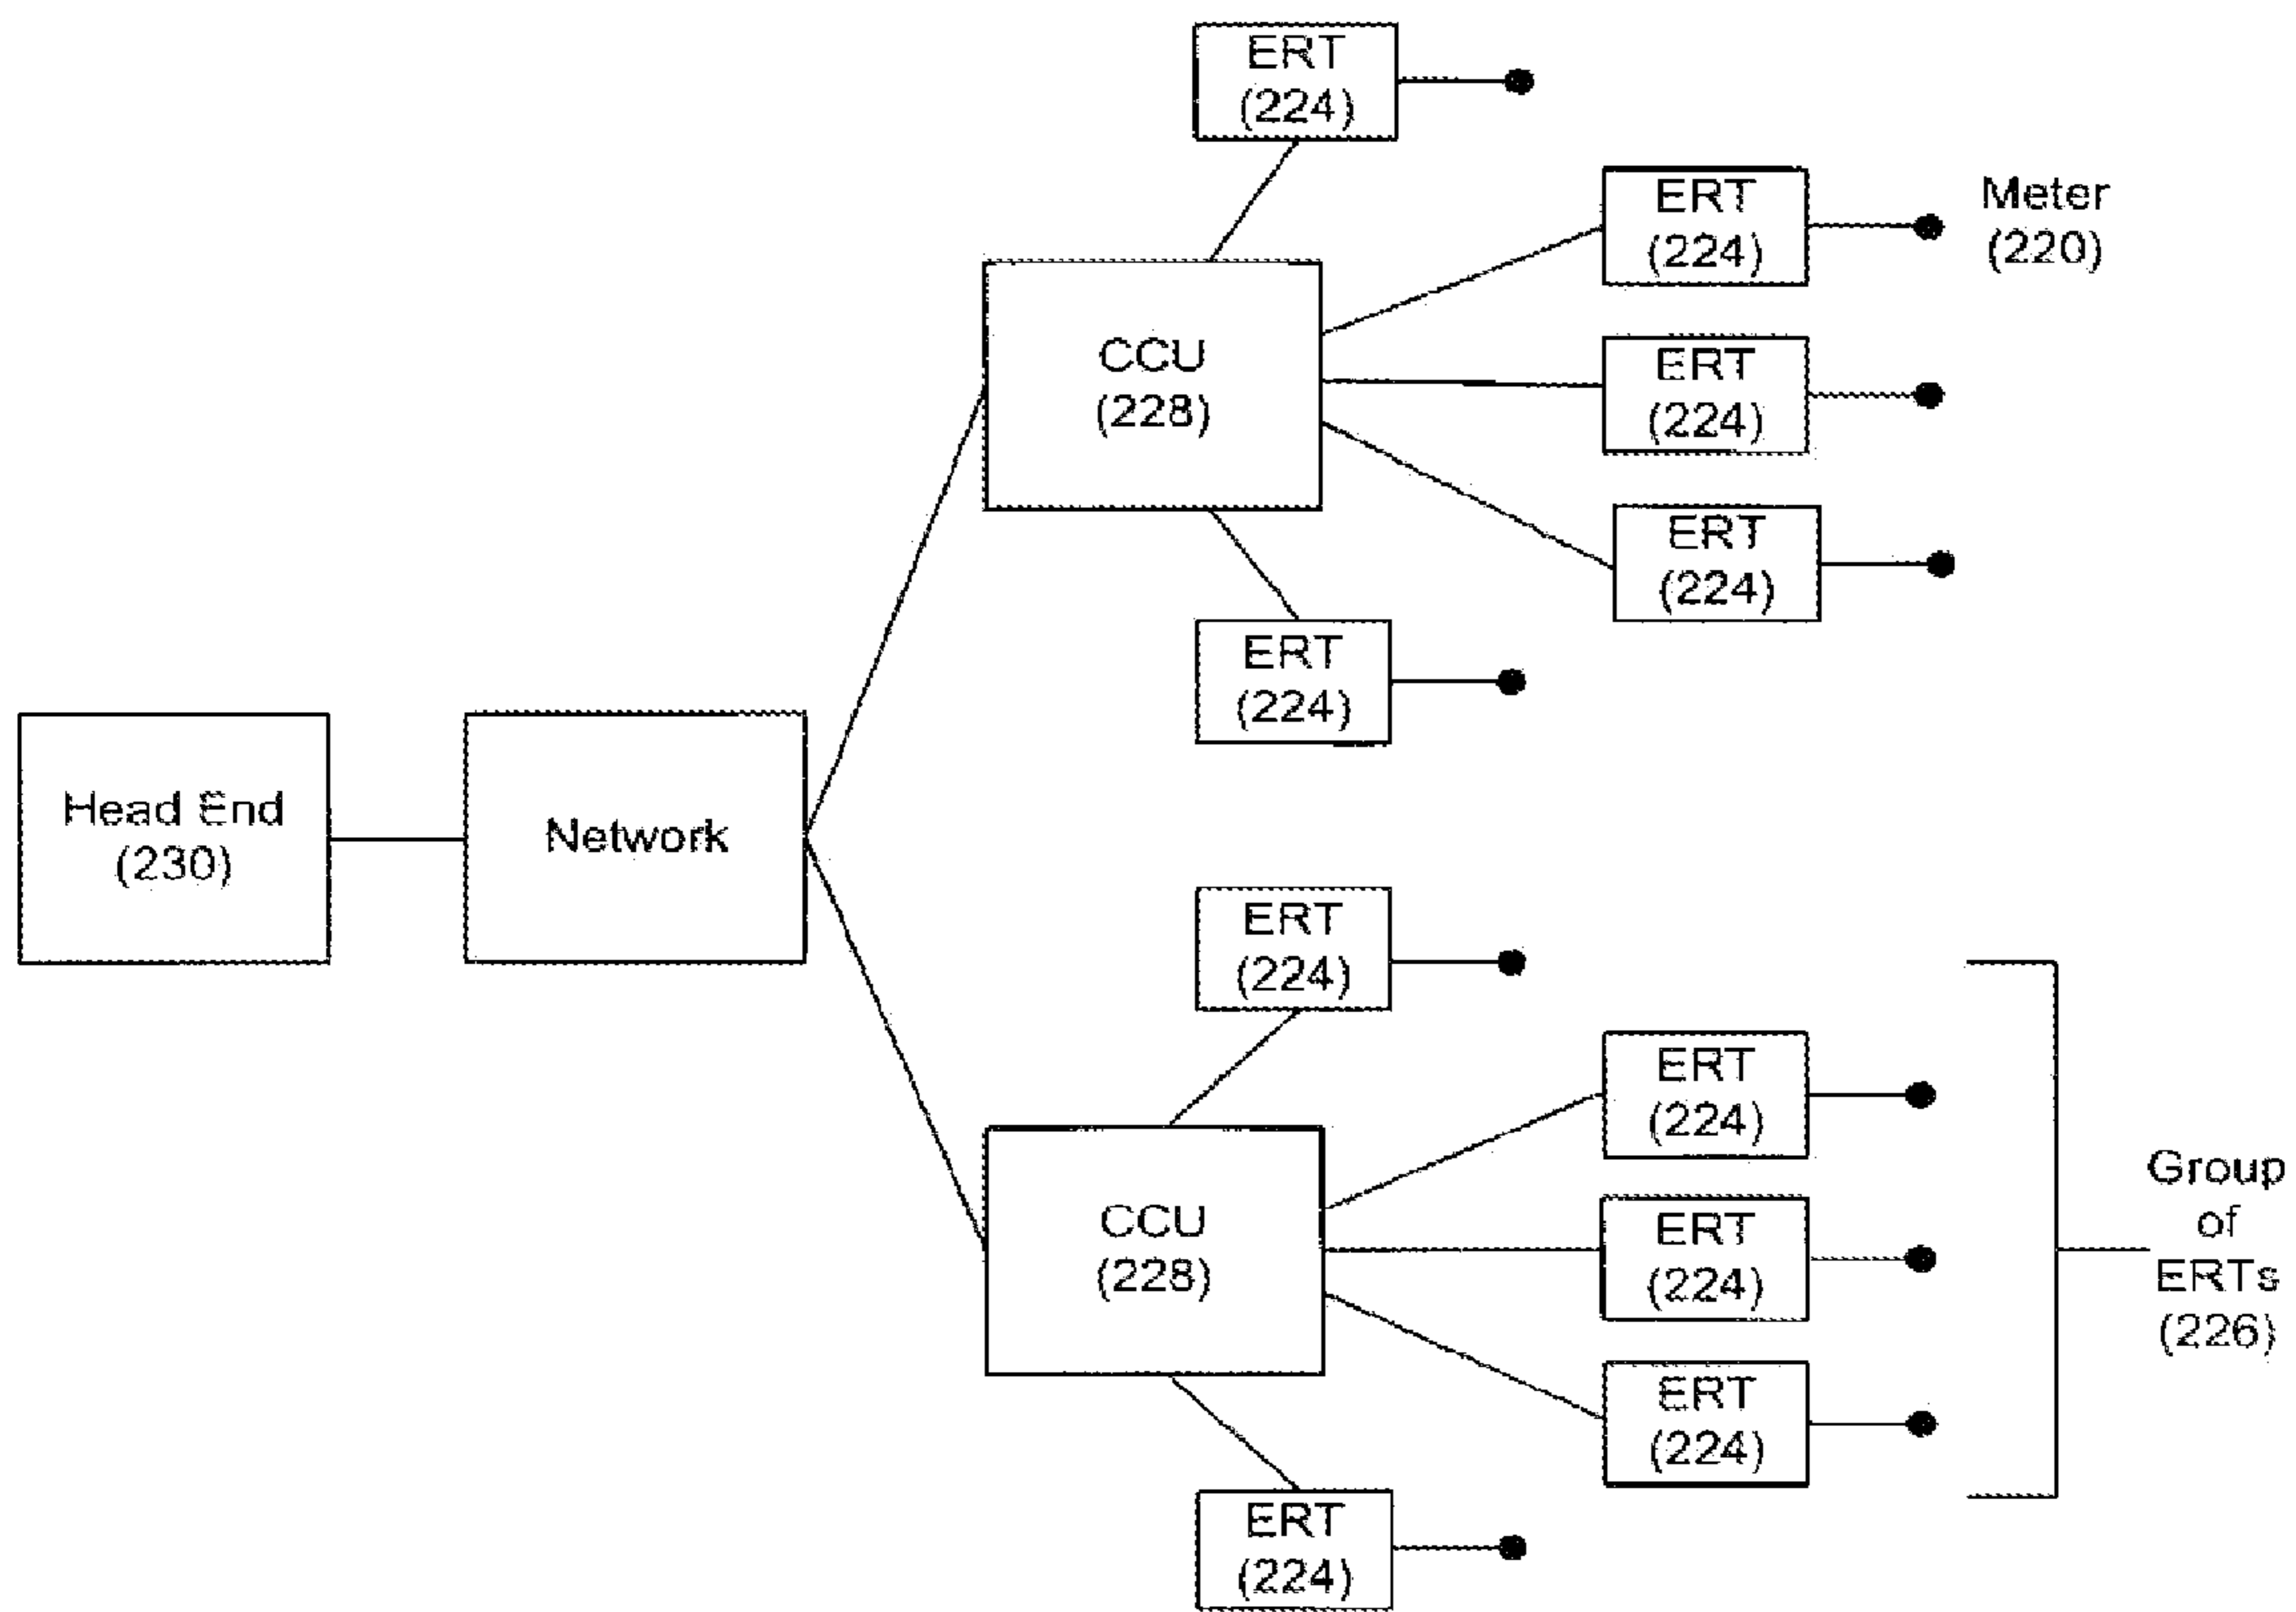 ERT
(224)
ERT
(224)
Meter
(220)
CCU
(228)
ERT
(224)
ERT
(224)
ERT
(224)
Head End
(230)
Network
ERT
(224)
ERT
(224)
CCU
(228)
ERT
(224)
Group
of
ERTs
(226)
ERT
(224)
ERT
(224)